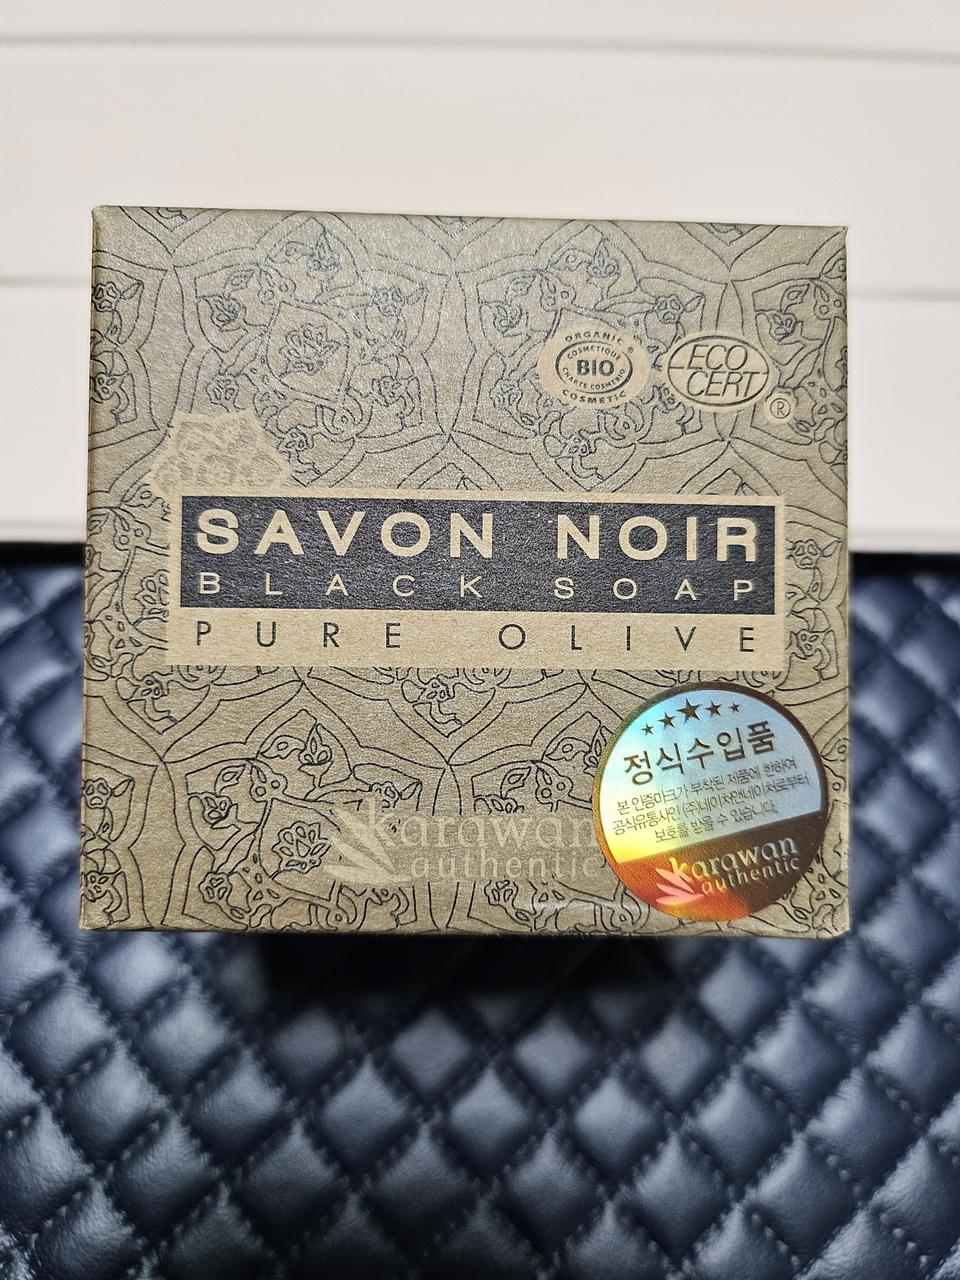 ORGANIC ®
COSMETIQUE
BIO
CHARTE COSMEBIO
COSMETIC
ECO
CERT
®
SAVON NOIR
BLACK SOAP
PURE OLIVE
karawan
authentic
정식수입품
본 인증마크가 부착된 제품에 한하여
공식유통사인 (주)네이처앤네이처로부터
보호를 받을 수 있습니다.
karawan
authentic